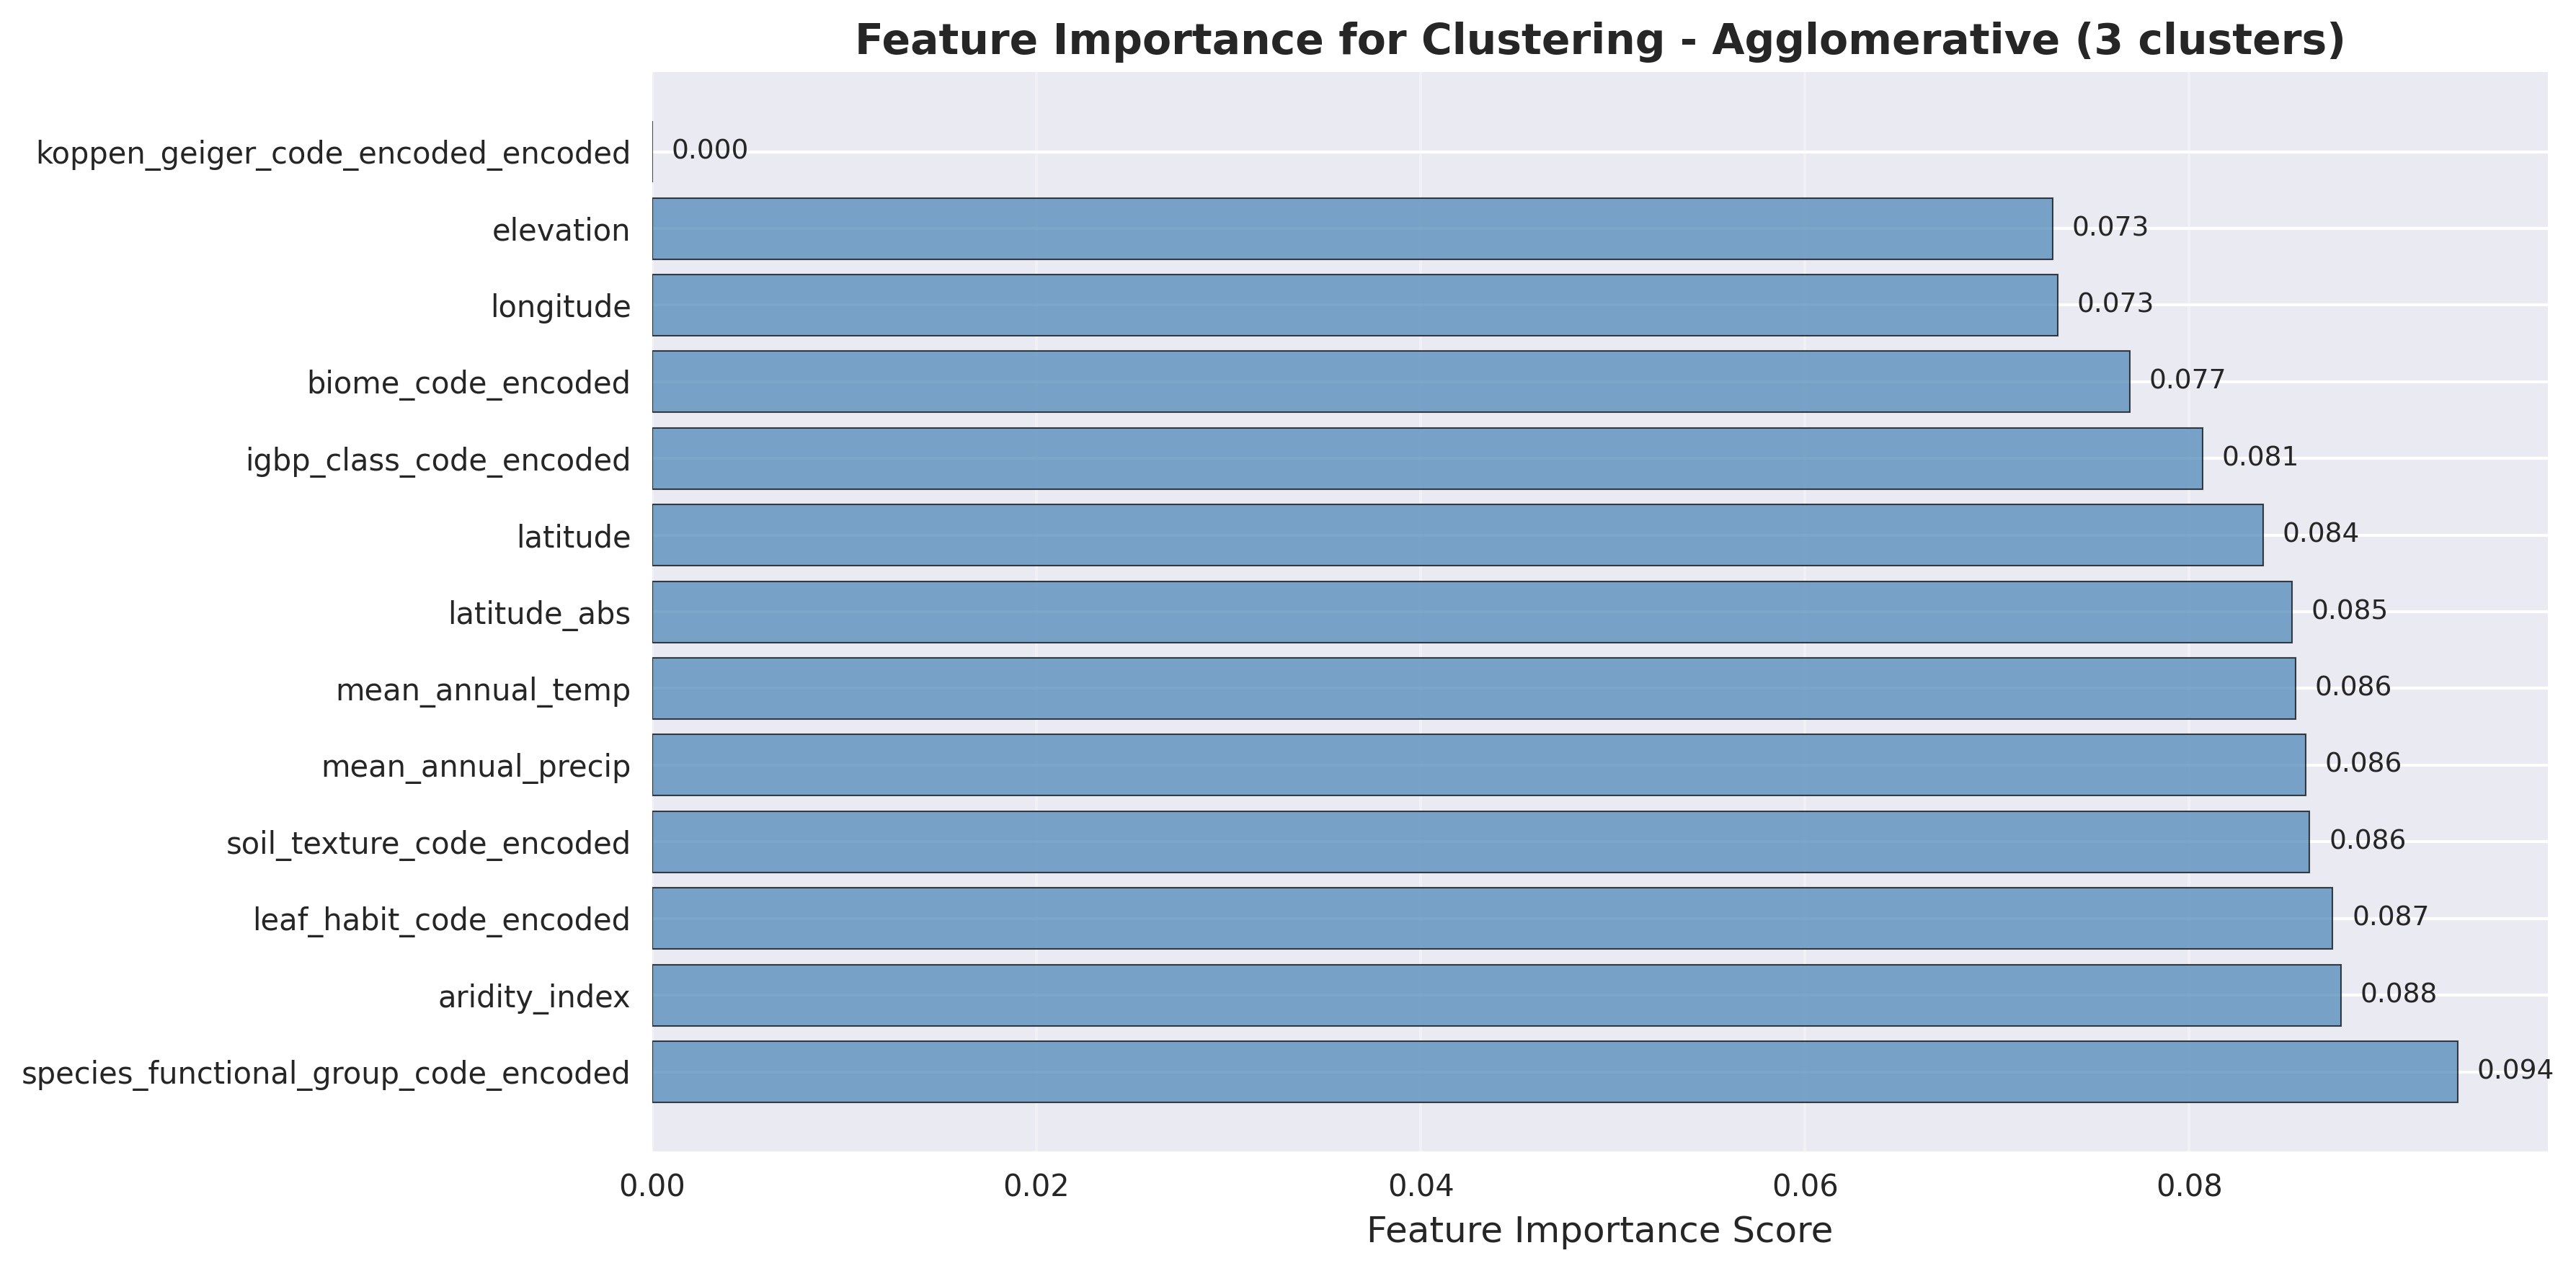 Feature Importance for Clustering - Agglomerative (3 clusters)
koppen_geiger_code_encoded_encoded 0.000
elevation 0.073
longitude 0.073
biome_code_encoded 0.077
igbp_class_code_encoded 0.081
latitude 0.084
latitude_abs 0.085
mean_annual_temp 0.086
mean_annual_precip 0.086
soil_texture_code_encoded 0.086
leaf_habit_code_encoded 0.087
aridity_index 0.088
species_functional_group_code_encoded 0.094
0.00 0.02 0.04 0.06 0.08
Feature Importance Score